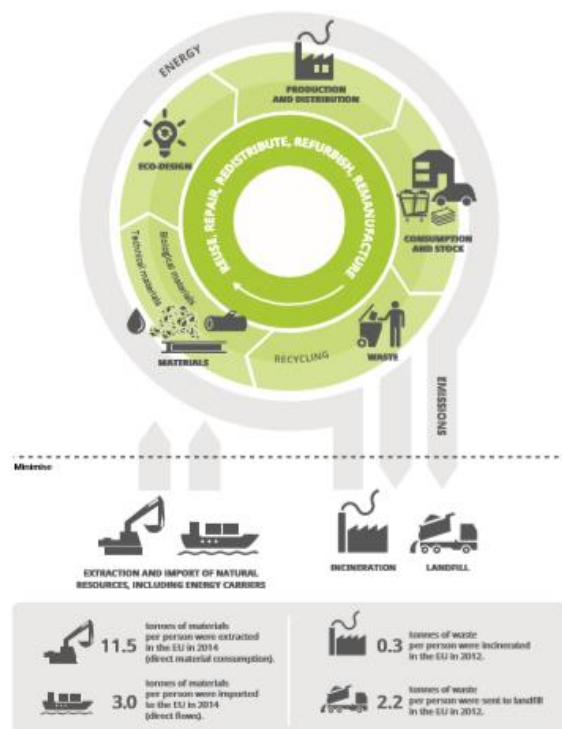 ENERGY
PRODUCTION
AND DISTRIBUTION
ECO-DESIGN
REUSE, REPAIR, REDISTRIBUTE, REFURBISH, REMANUFACTURE
CONSUMPTION
AND STOCK
Biological materials
Technical materials
MATERIALS
RECYCLING
WASTE
EMISSIONS
Minimise
EXTRACTION AND IMPORT OF NATURAL
RESOURCES, INCLUDING ENERGY CARRIERS
INCINERATION
LANDFILL
11.5
tonnes of materials
per person were extracted
in the EU in 2014
(direct material consumption).
3.0
tonnes of materials
per person were imported
to the EU in 2014
(direct flows).
0.3
tonnes of waste
per person were incinerated
in the EU in 2012.
2.2
tonnes of waste
per person were sent to landfill
in the EU in 2012.